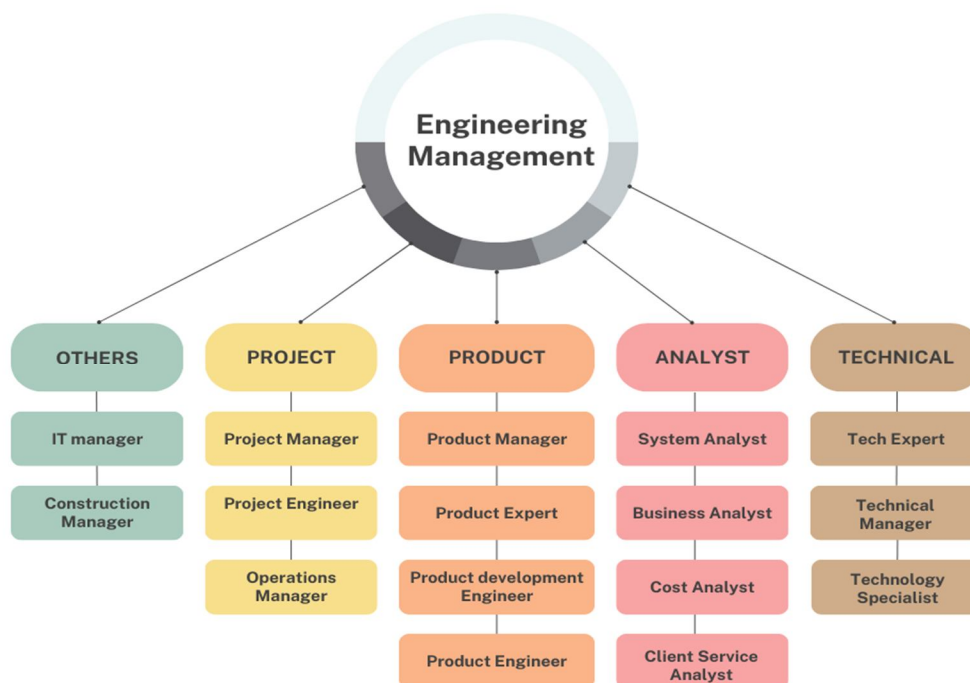 Engineering
Management
OTHERS
PROJECT
PRODUCT
ANALYST
TECHNICAL
IT manager
Project Manager
Product Manager
System Analyst
Tech Expert
Construction
Manager
Project Engineer
Product Expert
Business Analyst
Technical
Manager
Operations
Manager
Product development
Engineer
Cost Analyst
Technology
Specialist
Product Engineer
Client Service
Analyst